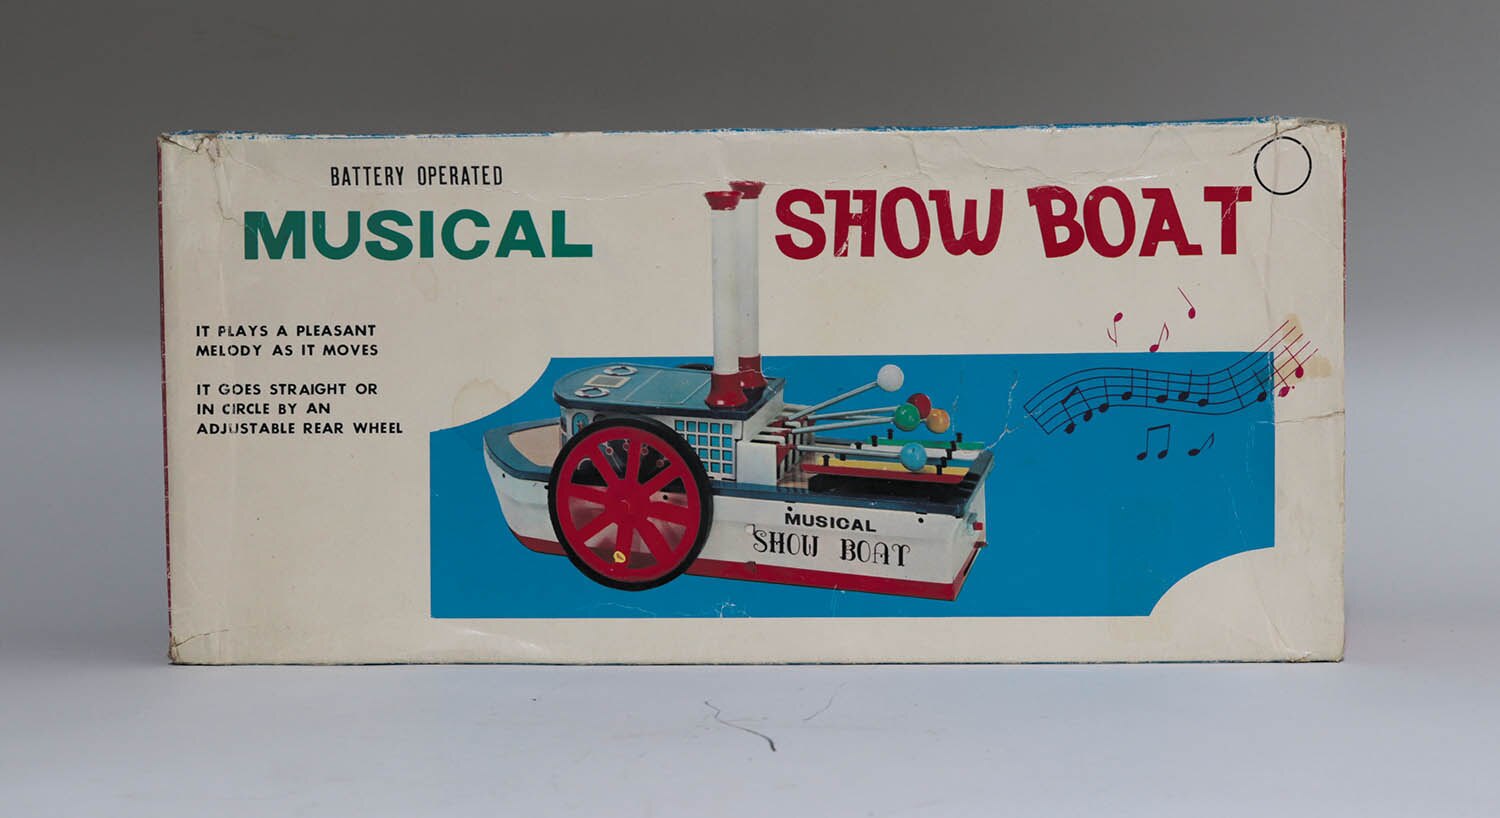 BATTERY OPERATED
MUSICAL SHOW BOAT
IT PLAYS A PLEASANT
MELODY AS IT MOVES
IT GOES STRAIGHT OR
IN CIRCLE BY AN
ADJUSTABLE REAR WHEEL
MUSICAL
SHOW BOAT